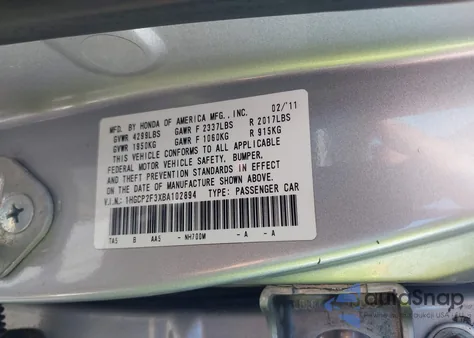 MFD. BY HONDA OF AMERICA MFG., INC. 02/'11
GVWR 4299LBS GAWR F 2337LBS R 2017LBS
GVWR 1950KG GAWR F 1060KG R 915KG
THIS VEHICLE CONFORMS TO ALL APPLICABLE
FEDERAL MOTOR VEHICLE SAFETY, BUMPER,
AND THEFT PREVENTION STANDARDS IN EFFECT
ON THE DATE OF MANUFACTURE SHOWN ABOVE.
V.I.N.: 1HGCP2F3XBA102694 TYPE: PASSENGER CAR
TA5 B AA5 - NH700M - A - A
autoSnap